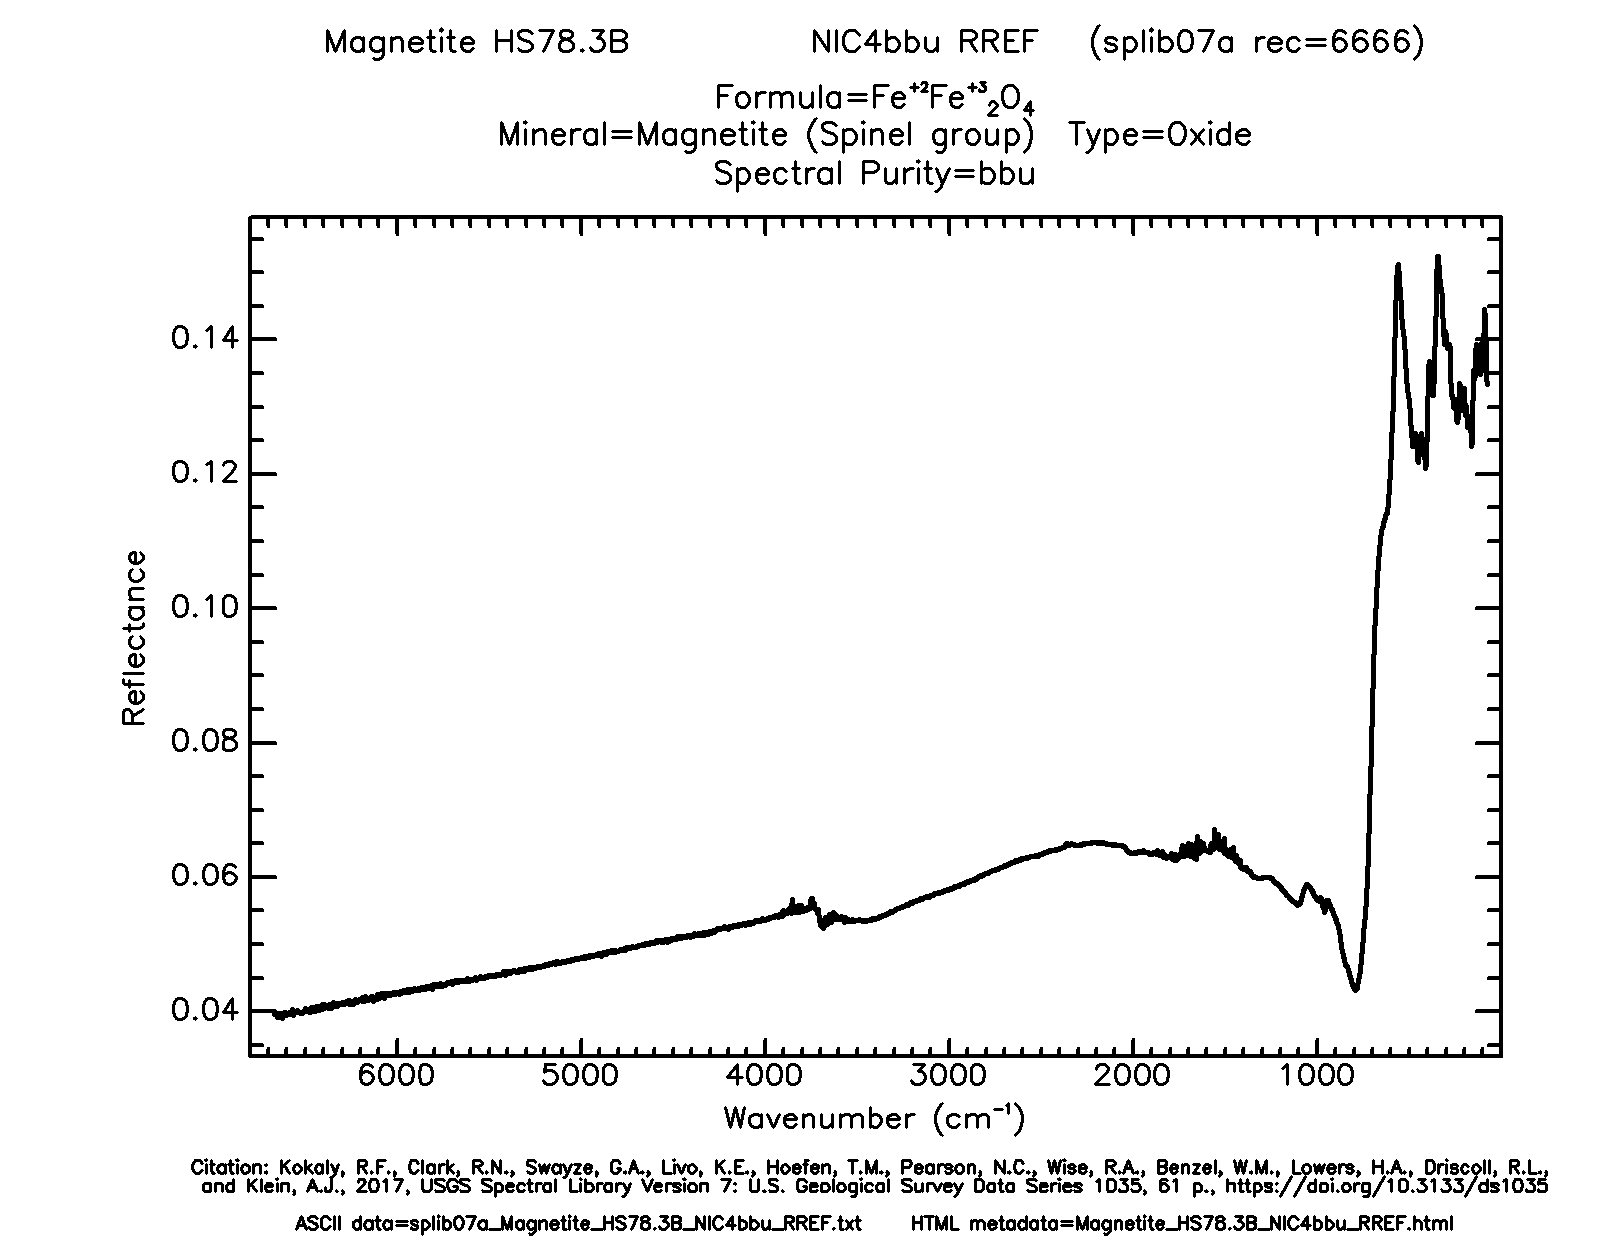 Magnetite HS78.3B NIC4bbu RREF (splib07a rec=6666)
Formula=Fe⁺²Fe⁺³₂O₄
Mineral=Magnetite (Spinel group) Type=Oxide
Spectral Purity=bbu
0.14
0.12
0.10
0.08
0.06
0.04
Reflectance
6000 5000 4000 3000 2000 1000
Wavenumber (cm⁻¹)
Citation: Kokaly, R.F., Clark, R.N., Swayze, G.A., Livo, K.E., Hoefen, T.M., Pearson, N.C., Wise, R.A., Benzel, W.M., Lowers, H.A., Driscoll, R.L.,
and Klein, A.J., 2017, USGS Spectral Library Version 7: U.S. Geological Survey Data Series 1035, 61 p., https://doi.org/10.3133/ds1035
ASCII data=splib07a_Magnetite_HS78.3B_NIC4bbu_RREF.txt HTML metadata=Magnetite_HS78.3B_NIC4bbu_RREF.html